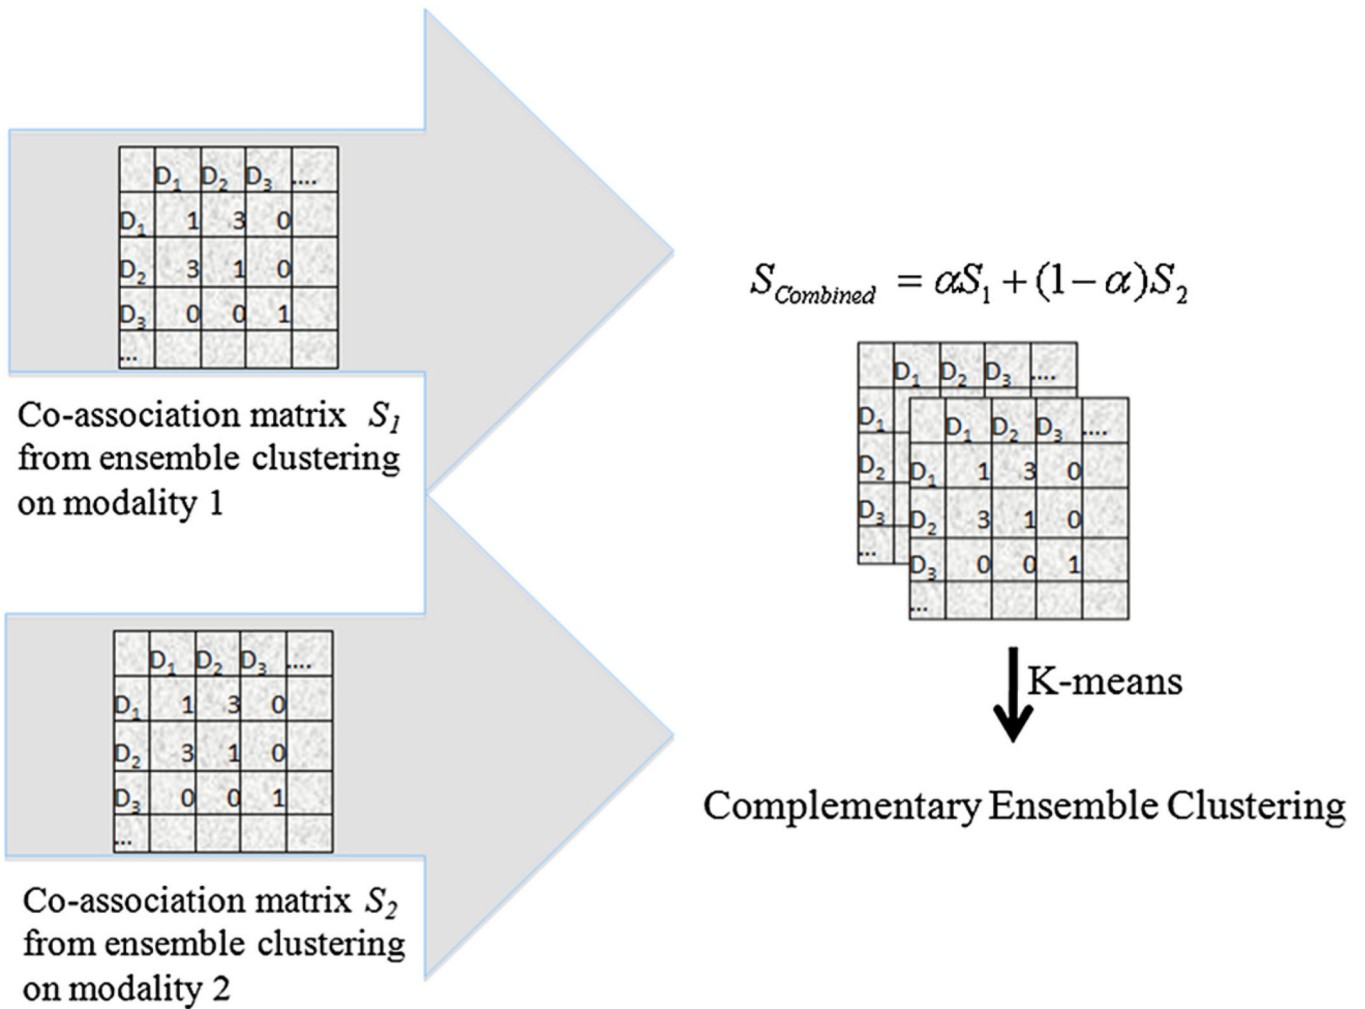 D1 D2 D3 ....
D1 1 3 0
D2 3 1 0
D3 0 0 1
...
Co-association matrix S1
from ensemble clustering
on modality 1
D1 D2 D3 ....
D1 1 3 0
D2 3 1 0
D3 0 0 1
...
Co-association matrix S2
from ensemble clustering
on modality 2
SCombined = αS1 + (1 − α)S2
D1 D2 D3 ....
D1
D2
D3
...
D1 D2 D3 ....
D1 1 3 0
D2 3 1 0
D3 0 0 1
...
K-means
Complementary Ensemble Clustering